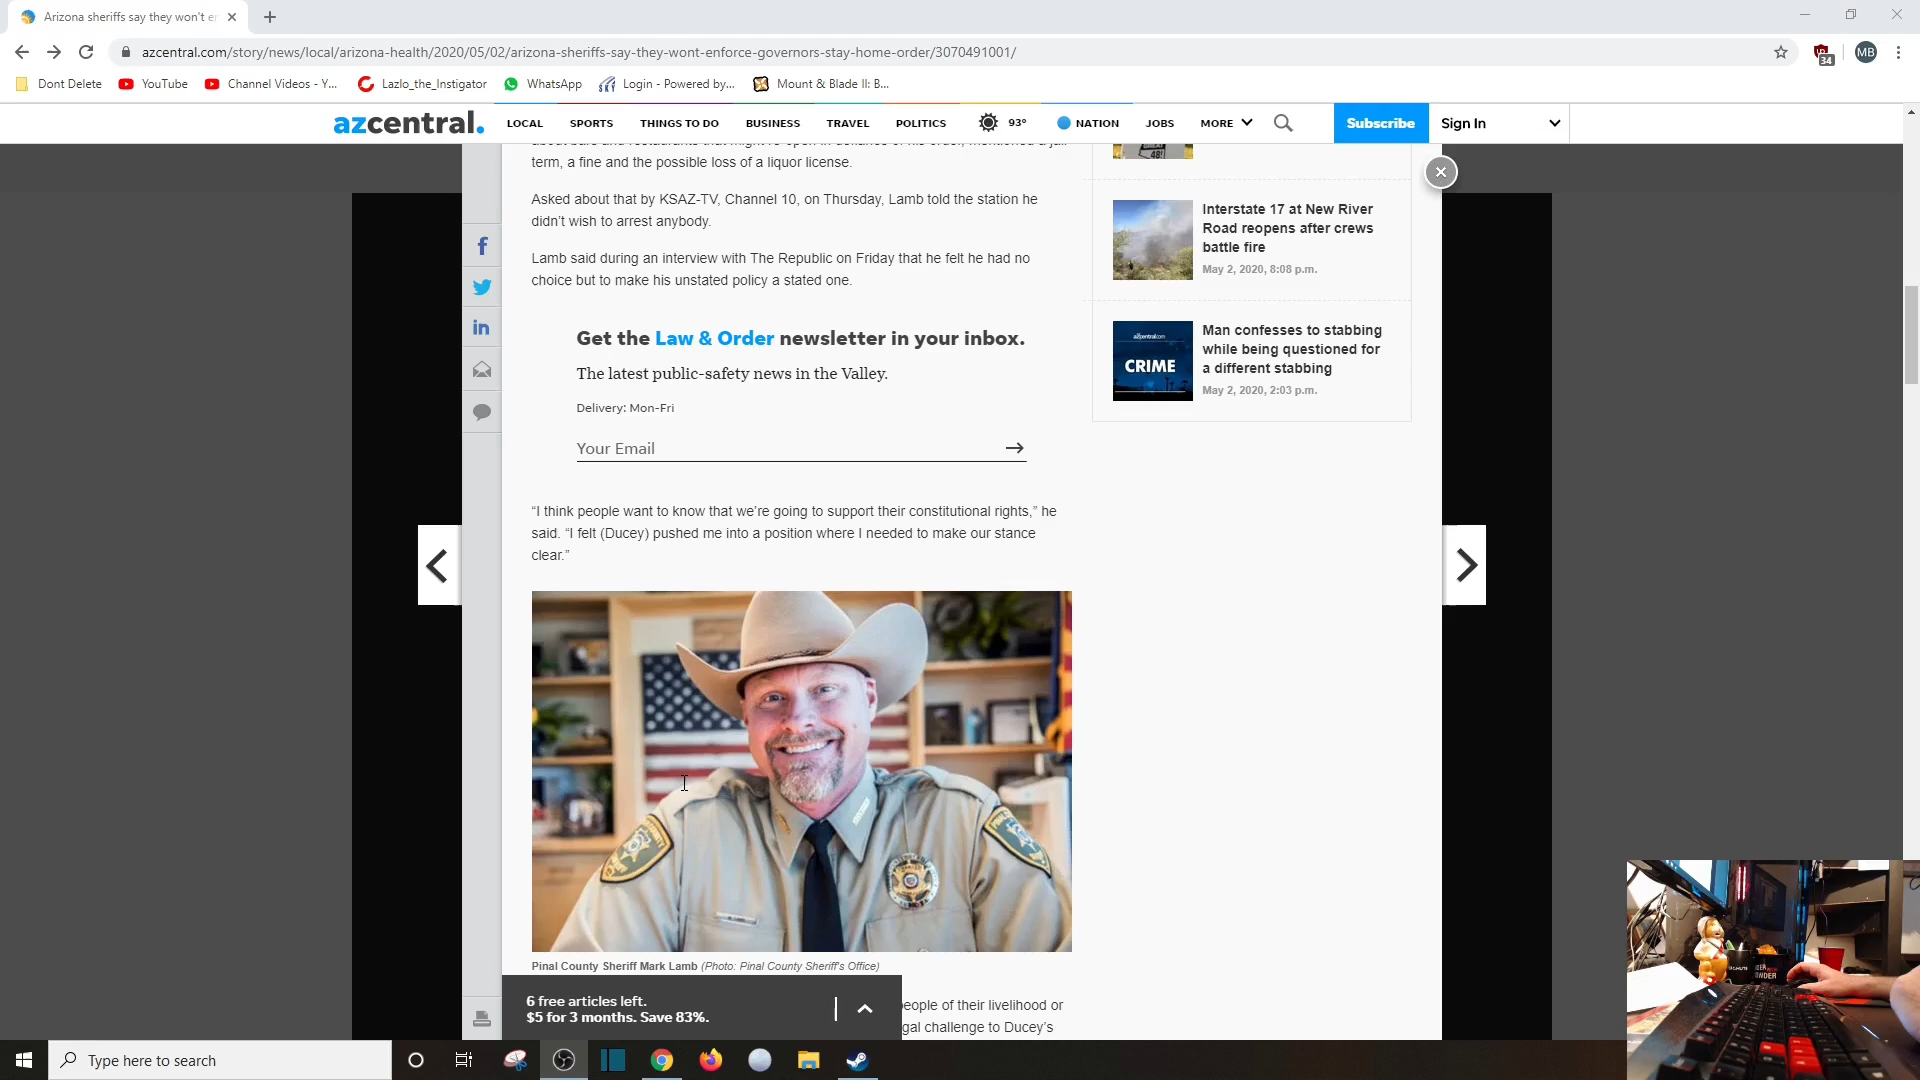 Arizona sheriffs say they won't en
azcentral.com/story/news/local/arizona-health/2020/05/02/arizona-sheriffs-say-they-wont-enforce-governors-stay-home-order/3070491001/
34
MB
Dont Delete
YouTube
Channel Videos - Y...
Lazlo_the_Instigator
WhatsApp
Login - Powered by...
Mount & Blade II: B...
azcentral.
LOCAL
SPORTS
THINGS TO DO
BUSINESS
TRAVEL
POLITICS
93°
NATION
JOBS
MORE
Subscribe
Sign In
term, a fine and the possible loss of a liquor license.
Asked about that by KSAZ-TV, Channel 10, on Thursday, Lamb told the station he
didn't wish to arrest anybody.
Lamb said during an interview with The Republic on Friday that he felt he had no
choice but to make his unstated policy a stated one.
Get the Law & Order newsletter in your inbox.
The latest public-safety news in the Valley.
Delivery: Mon-Fri
Your Email
“I think people want to know that we’re going to support their constitutional rights,” he
said. “I felt (Ducey) pushed me into a position where I needed to make our stance
clear.”
Pinal County Sheriff Mark Lamb (Photo: Pinal County Sheriff's Office)
people of their livelihood or
gal challenge to Ducey’s
6 free articles left.
$5 for 3 months. Save 83%.
48!
Interstate 17 at New River
Road reopens after crews
battle fire
May 2, 2020, 8:08 p.m.
azcentral.com
CRIME
Man confesses to stabbing
while being questioned for
a different stabbing
May 2, 2020, 2:03 p.m.
Type here to search